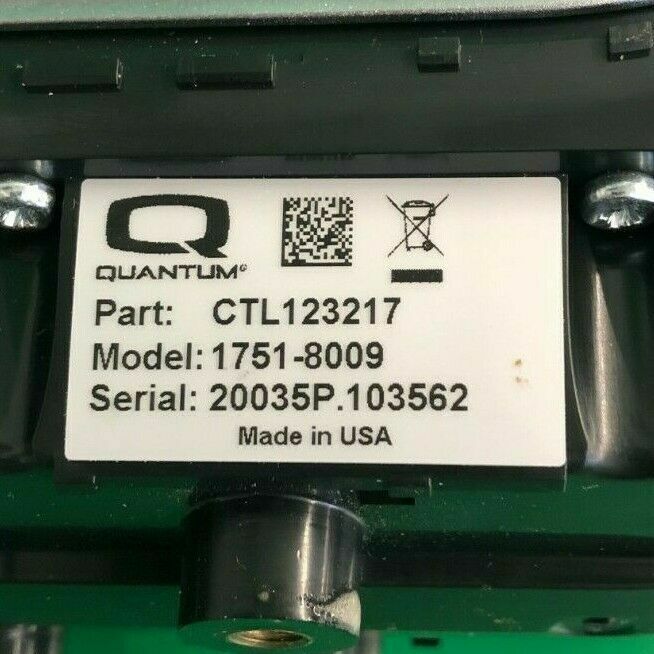 QUANTUM®
Part: CTL123217
Model: 1751-8009
Serial: 20035P.103562
Made in USA